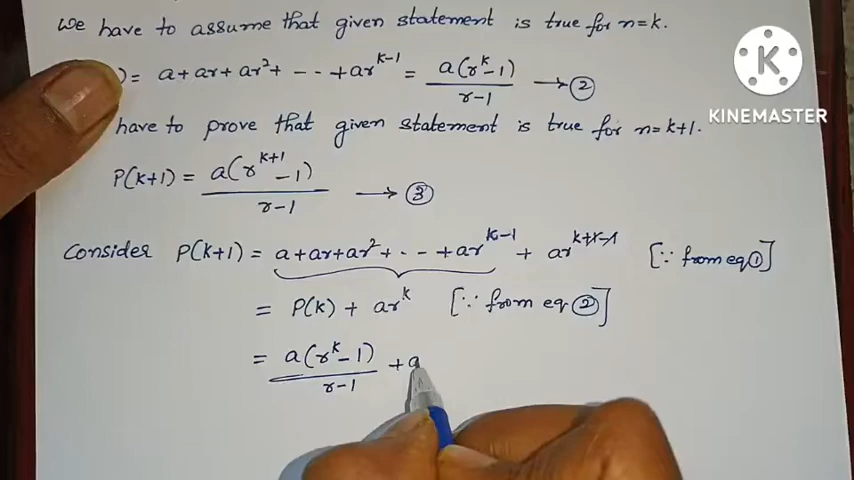 We have to assume that given statement is true for n=k.
K
) = a+ar+ar²+ -- - +ar^(k-1) = a(r^k-1)/(r-1) → ②
KINEMASTER
have to prove that given statement is true for n=k+1.
P(k+1) = a(r^(k+1)-1)/(r-1) → ③
Consider P(k+1) = a+ar+ar²+ - -- +ar^(k-1) + ar^(k+1-1) [∵ from eq①]
= P(k) + ar^k [∵ from eq ②]
= a(r^k-1)/(r-1) + a